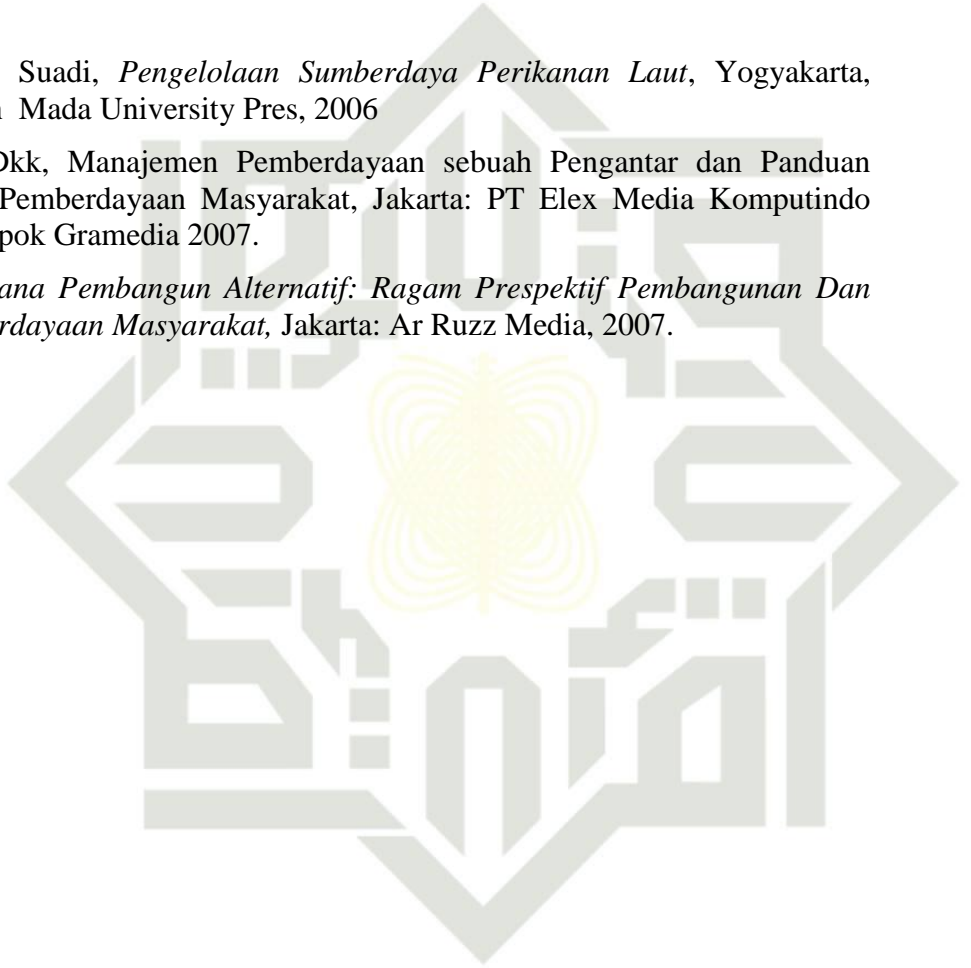 Suadi, Pengelolaan Sumberdaya Perikanan Laut, Yogyakarta,
Mada University Pres, 2006
Dkk, Manajemen Pemberdayaan sebuah Pengantar dan Panduan
Pemberdayaan Masyarakat, Jakarta: PT Elex Media Komputindo
pok Gramedia 2007.
ana Pembangun Alternatif: Ragam Prespektif Pembangunan Dan
rdayaan Masyarakat, Jakarta: Ar Ruzz Media, 2007.